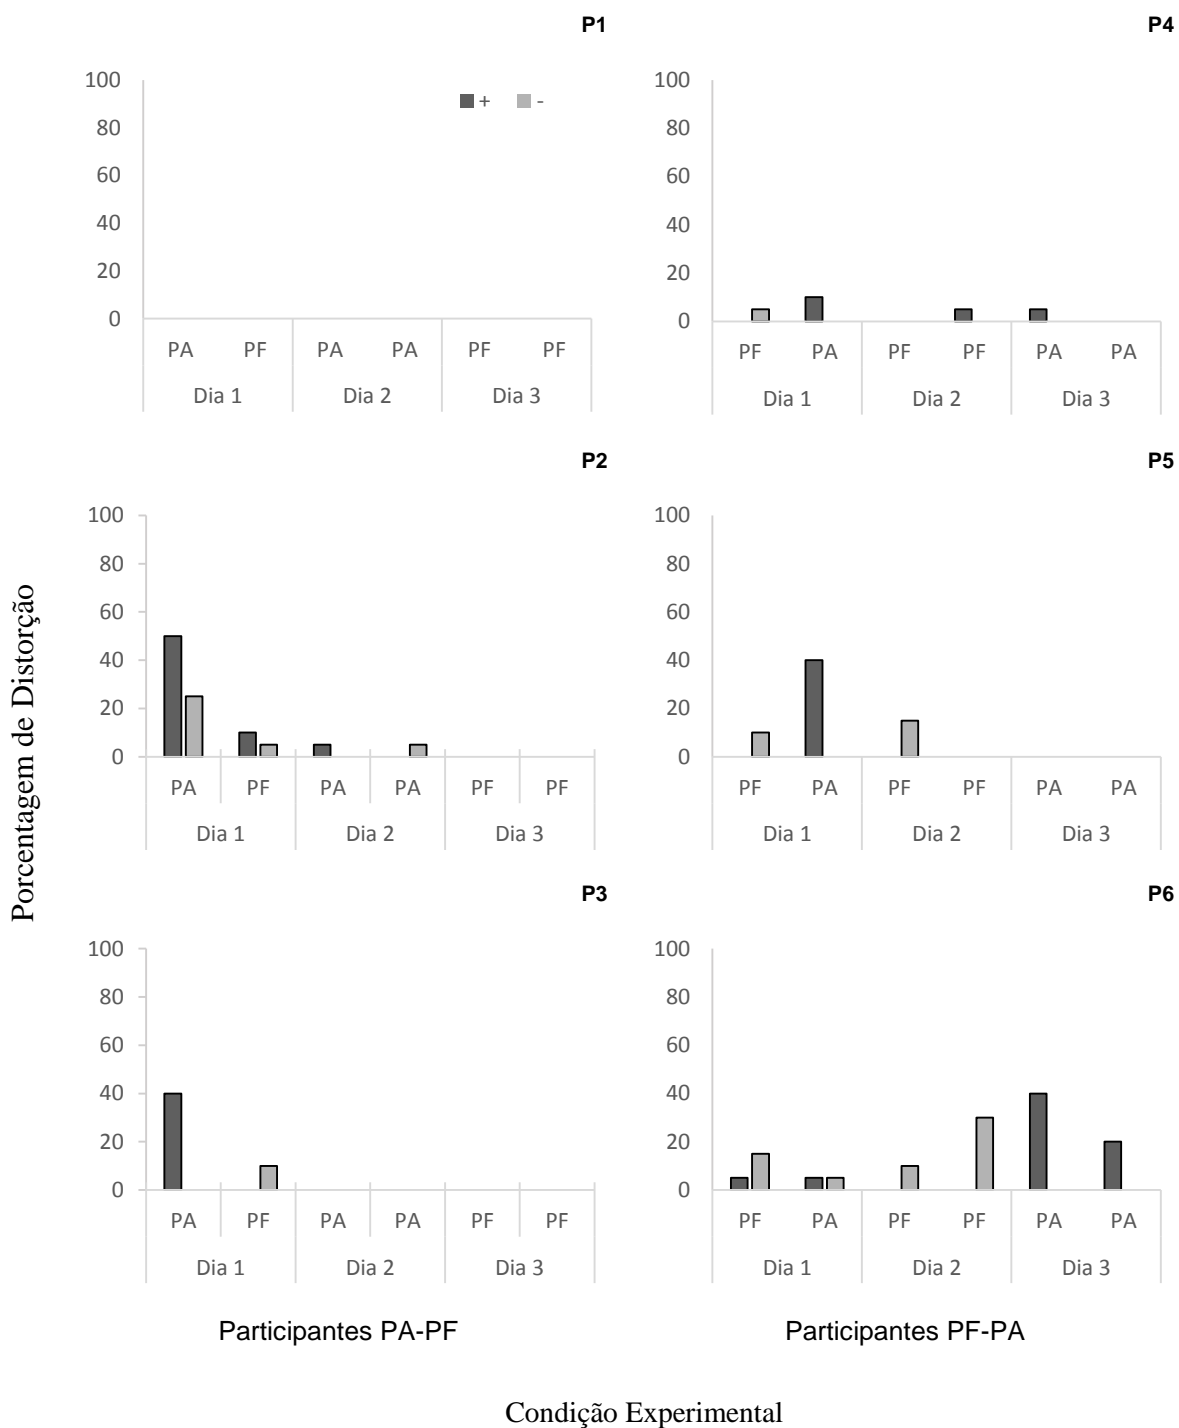 P1
100
80
60
40
20
0
+ -
PA PF PA PA PF PF
Dia 1 Dia 2 Dia 3
P4
100
80
60
40
20
0
PF PA PF PF PA PA
Dia 1 Dia 2 Dia 3
P2
100
80
60
40
20
0
PA PF PA PA PF PF
Dia 1 Dia 2 Dia 3
P5
100
80
60
40
20
0
PF PA PF PF PA PA
Dia 1 Dia 2 Dia 3
Porcentagem de Distorção
P3
100
80
60
40
20
0
PA PF PA PA PF PF
Dia 1 Dia 2 Dia 3
P6
100
80
60
40
20
0
PF PA PF PF PA PA
Dia 1 Dia 2 Dia 3
Participantes PA-PF
Participantes PF-PA
Condição Experimental